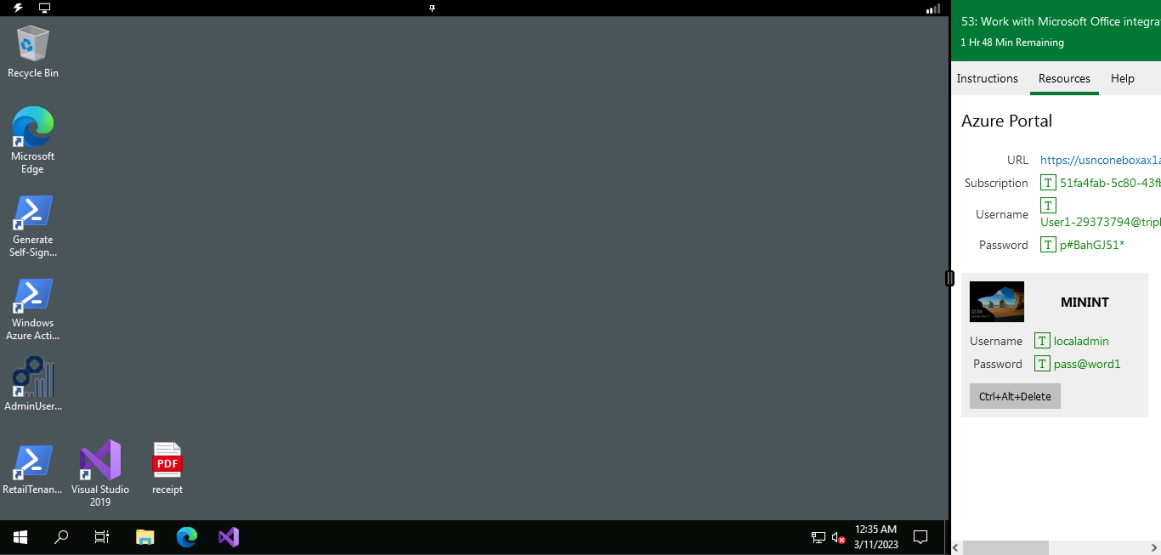 Recycle Bin
Microsoft
Edge
Generate
Self-Sign...
Windows
Azure Acti...
AdminUser...
RetailTenan...
Visual Studio
2019
PDF
receipt
12:35 AM
3/11/2023
53: Work with Microsoft Office integra
1 Hr 48 Min Remaining
Instructions Resources Help
Azure Portal
URL https://usnconeboxax1a
Subscription T 51fa4fab-5c80-43fb
Username T
User1-29373794@tripl
Password T p#BahGJ51*
MININT
Username T localadmin
Password T pass@word1
Ctrl+Alt+Delete